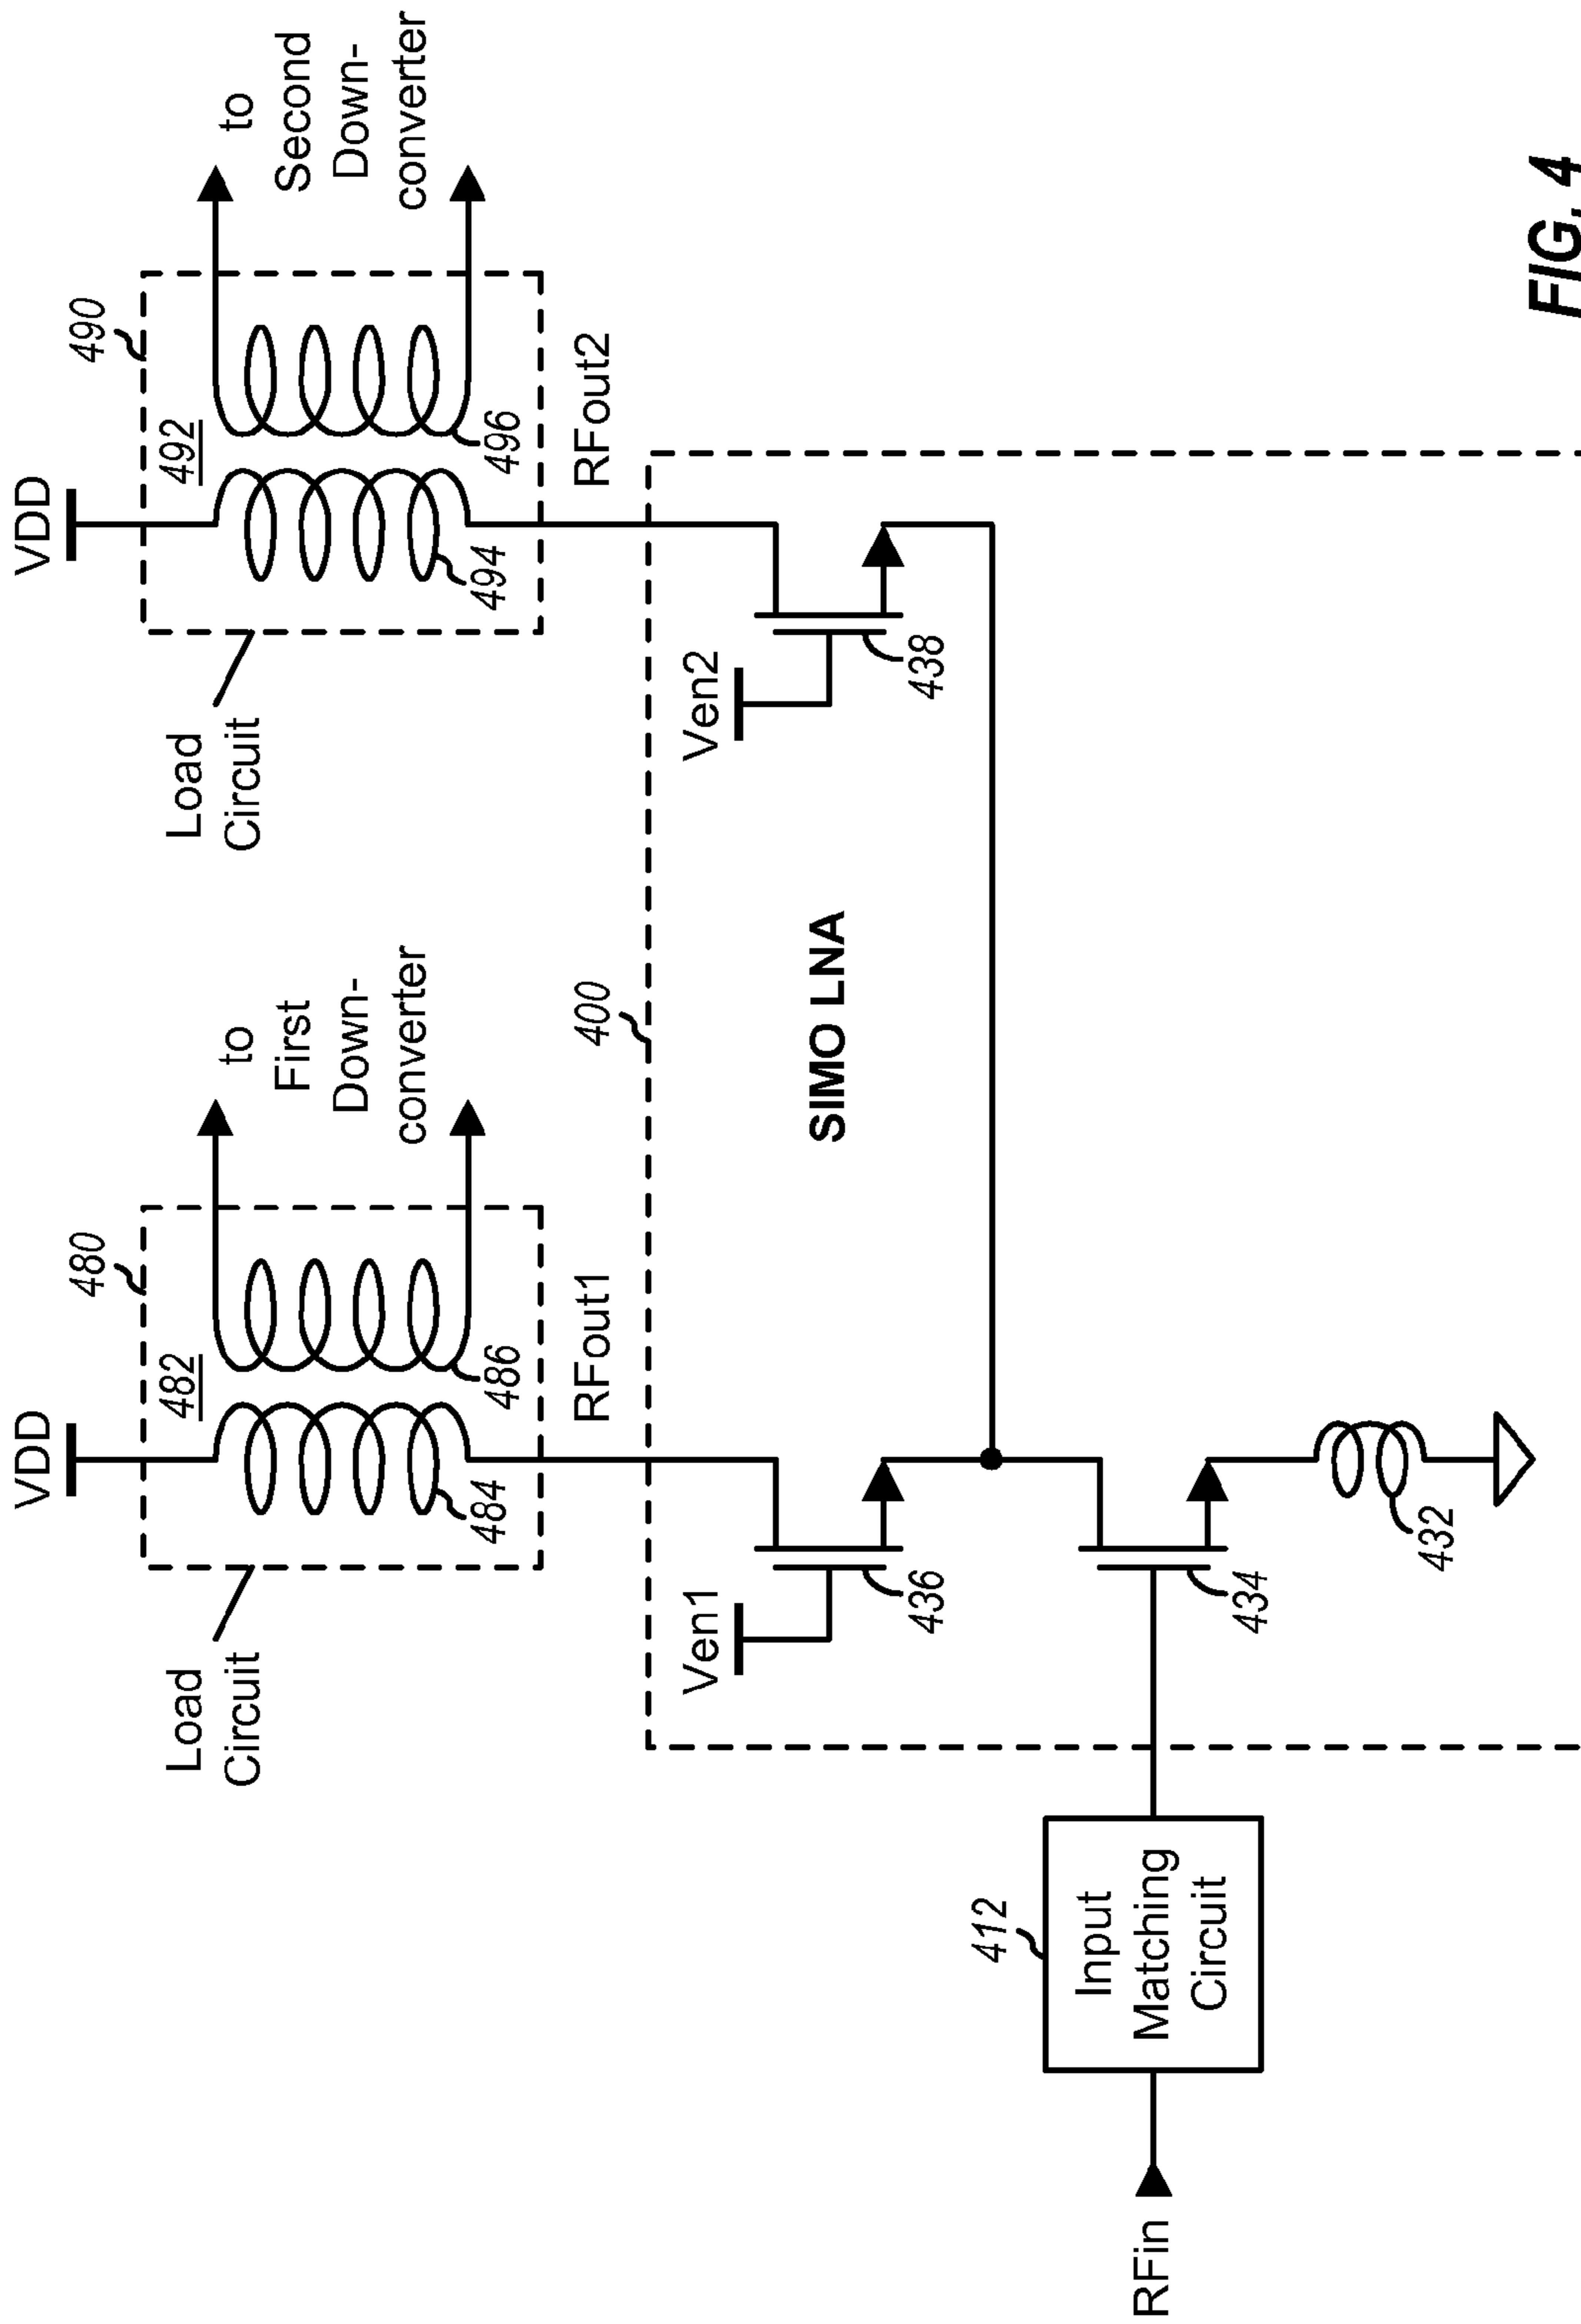 VDD
VDD
480
490
Load
Circuit
482
to
First
Down-
converter
Load
Circuit
492
to
Second
Down-
converter
484
486
494
496
RFout1
RFout2
400
Ven1
Ven2
SIMO LNA
436
438
412
Input
Matching
Circuit
RFin
434
432
FIG. 4